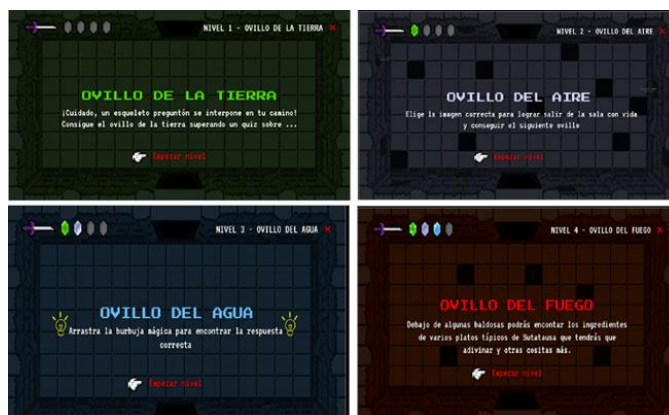 NIVEL 1 - OVILLO DE LA TIERRA
OVILLO DE LA TIERRA
¡Cuidado, un esqueleto preguntón se interpone en tu camino!
Consigue el ovillo de la tierra superando un quiz sobre ...
Empezar nivel
NIVEL 2 - OVILLO DEL AIRE
OVILLO DEL AIRE
Elige la imagen correcta para lograr salir de la sala con vida
y conseguir el siguiente ovillo
Empezar nivel
NIVEL 3 - OVILLO DEL AGUA
OVILLO DEL AGUA
Arrastra la burbuja mágica para encontrar la respuesta
correcta
Empezar nivel
NIVEL 4 - OVILLO DEL FUEGO
OVILLO DEL FUEGO
Debajo de algunas baldosas podrás encontar los ingredientes
de varios platos típicos de Sutatausa que tendrás que
adivinar y otras cositas más.
Empezar nivel